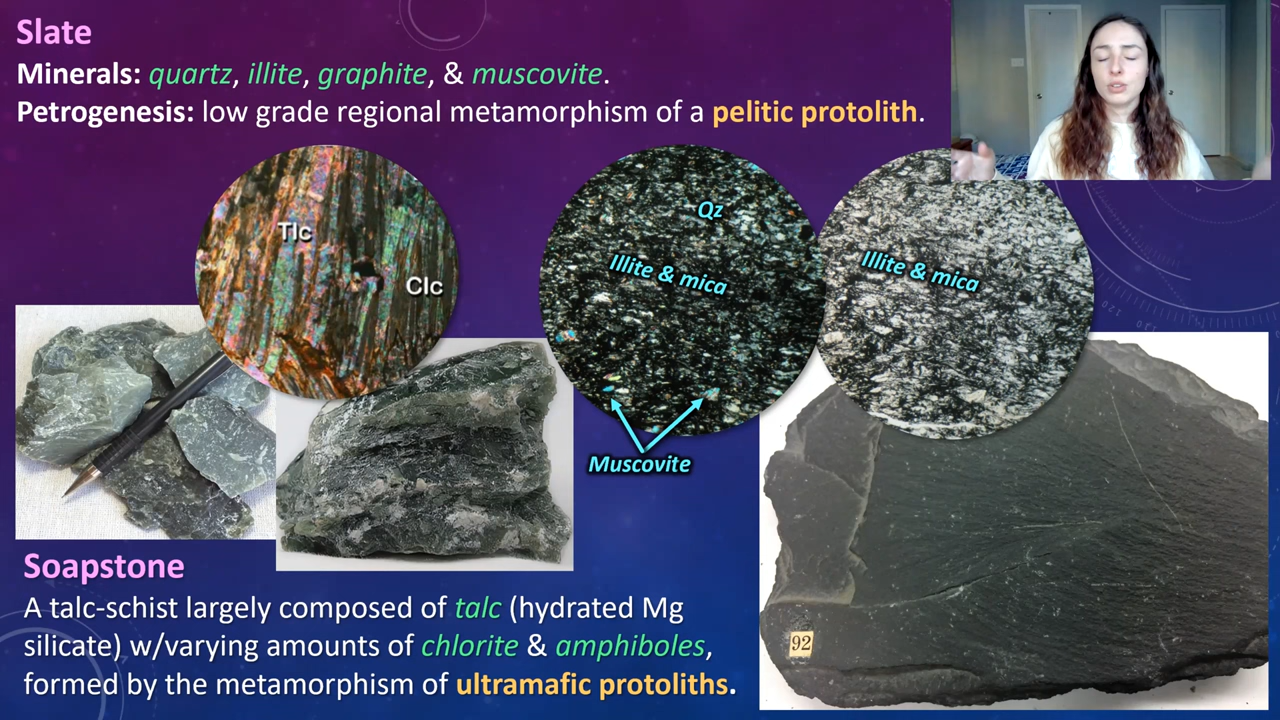 Slate
Minerals: quartz, illite, graphite, & muscovite.
Petrogenesis: low grade regional metamorphism of a pelitic protolith.
Tlc
Clc
Qz
Illite & mica
Illite & mica
Muscovite
92
Soapstone
A talc-schist largely composed of talc (hydrated Mg
silicate) w/varying amounts of chlorite & amphiboles,
formed by the metamorphism of ultramafic protoliths.